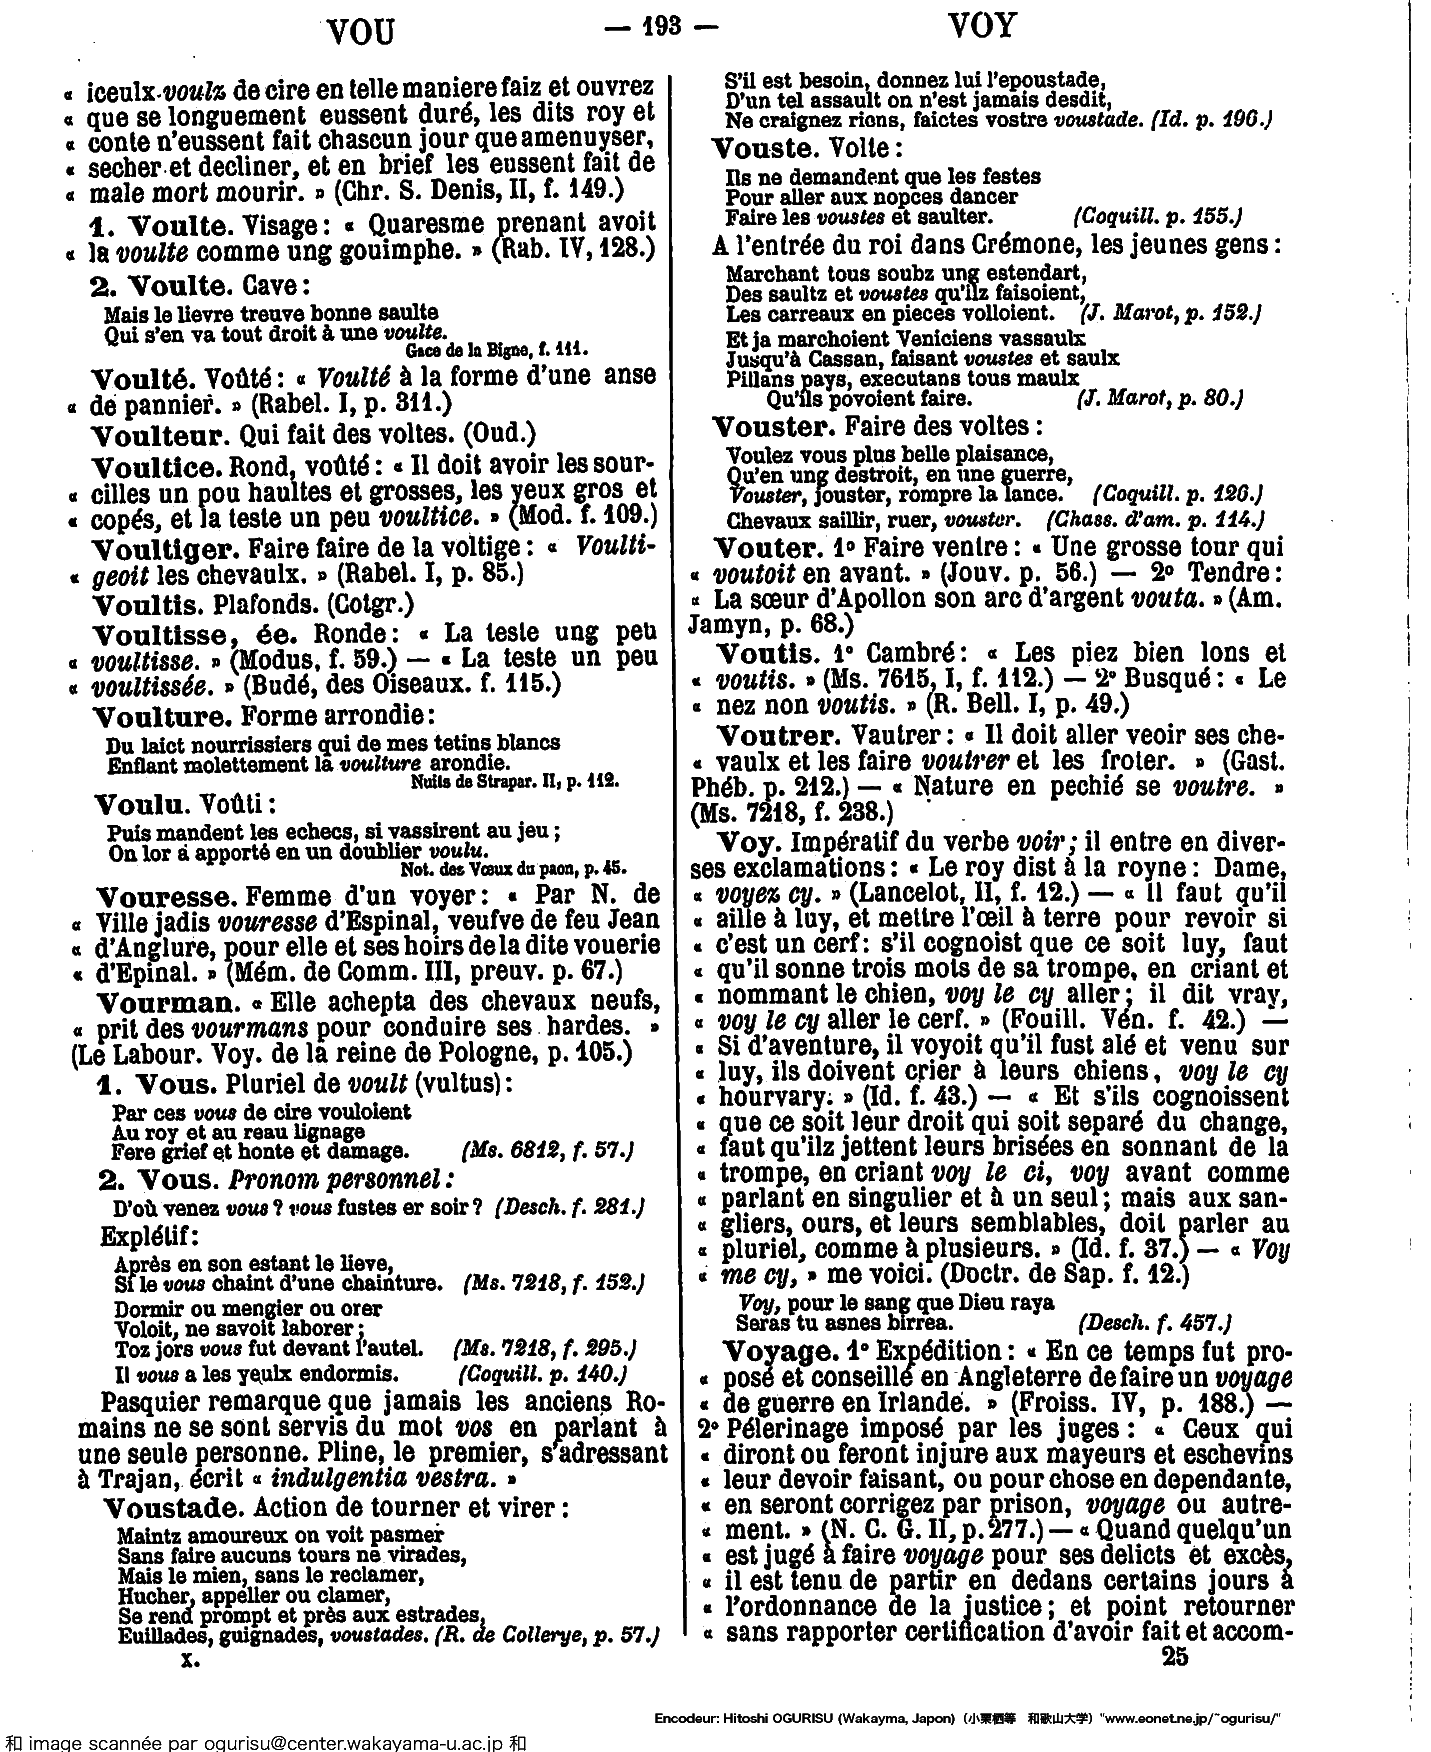 VOU — 193 — VOY
« iceulx voulz de cire en telle maniere faiz et ouvrez
« que se longuement eussent duré, les dits roy et
« conte n'eussent fait chascun jour que amenuyser,
« secher et decliner, et en brief les eussent fait de
« male mort mourir. » (Chr. S. Denis, II, f. 149.)
1. Voulte. Visage : « Quaresme prenant avoit
« la voulte comme ung gouimphe. » (Rab. IV, 128.)
2. Voulte. Cave :
Mais le lievre treuve bonne saulte
Qui s'en va tout droit à une voulte.
Gace de la Bigne, f. 111.
Voulté. Voûté : « Voulté à la forme d'une anse
« de pannier. » (Rabel. I, p. 311.)
Voulteur. Qui fait des voltes. (Oud.)
Voultice. Rond, voûté : « Il doit avoir les sour-
« cilles un pou haultes et grosses, les yeux gros et
« copés, et la teste un peu voultice. » (Mod. f. 109.)
Voultiger. Faire faire de la voltige : « Voulti-
« geoit les chevaulx. » (Rabel. I, p. 85.)
Voultis. Plafonds. (Cotgr.)
Voultisse, ée. Ronde : « La teste ung peu
« voultisse. » (Modus, f. 59.) — « La teste un peu
« voultissée. » (Budé, des Oiseaux. f. 115.)
Voulture. Forme arrondie :
Du laict nourrissiers qui de mes tetins blancs
Enflant molettement la voulture arondie.
Nuits de Strapar. II, p. 112.
Voulu. Voûti :
Puis mandent les echecs, si vassirent au jeu ;
On lor a apporté en un doublier voulu.
Not. des Vœux du paon, p. 45.
Vouresse. Femme d'un voyer : « Par N. de
« Ville jadis vouresse d'Espinal, veufve de feu Jean
« d'Anglure, pour elle et ses hoirs de la dite vouerie
« d'Epinal. » (Mém. de Comm. III, preuv. p. 67.)
Vourman. « Elle achepta des chevaux neufs,
« prit des vourmans pour conduire ses hardes. »
(Le Labour. Voy. de la reine de Pologne, p. 105.)
1. Vous. Pluriel de voult (vultus) :
Par ces vous de cire vouloient
Au roy et au reau lignage
Fere grief et honte et damage. (Ms. 6812, f. 57.)
2. Vous. Pronom personnel :
D'où venez vous ? vous fustes er soir ? (Desch. f. 281.)
Explétif :
Après en son estant le lieve,
Si le vous chaint d'une chainture. (Ms. 7218, f. 152.)
Dormir ou mengier ou orer
Voloit, ne savoit laborer ;
Toz jors vous fut devant l'autel. (Ms. 7218, f. 295.)
Il vous a les yeulx endormis. (Coquill. p. 140.)
Pasquier remarque que jamais les anciens Ro-
mains ne se sont servis du mot vos en parlant à
une seule personne. Pline, le premier, s'adressant
à Trajan, écrit « indulgentia vestra. »
Voustade. Action de tourner et virer :
Maintz amoureux on voit pasmer
Sans faire aucuns tours ne virades,
Mais le mien, sans le reclamer,
Hucher, appeller ou clamer,
Se rend prompt et près aux estrades,
Euillades, guignades, voustades. (R. de Collerye, p. 57.)
X.
S'il est besoin, donnez lui l'epoustade,
D'un tel assault on n'est jamais desdit,
Ne craignez rions, faictes vostre voustade. (Id. p. 196.)
Vouste. Volte :
Ils ne demandent que les festes
Pour aller aux nopces dancer
Faire les voustes et saulter. (Coquill. p. 155.)
A l'entrée du roi dans Crémone, les jeunes gens :
Marchant tous soubz ung estendart,
Des saultz et voustes qu'ilz faisoient,
Les carreaux en pieces volloient. (J. Marot, p. 152.)
Et ja marchoient Veniciens vassaulx
Jusqu'à Cassan, faisant voustes et saulx
Pillans pays, executans tous maulx
Qu'ils povoient faire. (J. Marot, p. 80.)
Vouster. Faire des voltes :
Voulez vous plus belle plaisance,
Qu'en ung destroit, en une guerre,
Vouster, jouster, rompre la lance. (Coquill. p. 126.)
Chevaux saillir, ruer, vouster. (Chass. d'am. p. 114.)
Vouter. 1º Faire ventre : « Une grosse tour qui
« voutoit en avant. » (Jouv. p. 56.) — 2º Tendre :
« La sœur d'Apollon son arc d'argent vouta. » (Am.
Jamyn, p. 68.)
Voutis. 1º Cambré : « Les piez bien lons et
« voutis. » (Ms. 7615, I, f. 112.) — 2º Busqué : « Le
« nez non voutis. » (R. Bell. I, p. 49.)
Voutrer. Vautrer : « Il doit aller veoir ses che-
« vaulx et les faire voutrer et les froter. » (Gast.
Phéb. p. 212.) — « Nature en pechié se voutre. »
(Ms. 7218, f. 238.)
Voy. Impératif du verbe voir ; il entre en diver-
ses exclamations : « Le roy dist à la royne : Dame,
« voyez cy. » (Lancelot, II, f. 12.) — « Il faut qu'il
« aille à luy, et mettre l'œil à terre pour revoir si
« c'est un cerf : s'il cognoist que ce soit luy, faut
« qu'il sonne trois mots de sa trompe, en criant et
« nommant le chien, voy le cy aller ; il dit vray,
« voy le cy aller le cerf. » (Fouill. Vén. f. 42.) —
« Si d'aventure, il voyoit qu'il fust alé et venu sur
« luy, ils doivent crier à leurs chiens, voy le cy
« hourvary. » (Id. f. 43.) — « Et s'ils cognoissent
« que ce soit leur droit qui soit separé du change,
« faut qu'ilz jettent leurs brisées en sonnant de la
« trompe, en criant voy le ci, voy avant comme
« parlant en singulier et à un seul ; mais aux san-
« gliers, ours, et leurs semblables, doit parler au
« pluriel, comme à plusieurs. » (Id. f. 37.) — « Voy
« me cy, » me voici. (Doctr. de Sap. f. 12.)
Voy, pour le sang que Dieu raya
Seras tu asnes birrea. (Desch. f. 457.)
Voyage. 1º Expédition : « En ce temps fut pro-
« posé et conseillé en Angleterre de faire un voyage
« de guerre en Irlande. » (Froiss. IV, p. 188.) —
2º Pélerinage imposé par les juges : « Ceux qui
« diront ou feront injure aux mayeurs et eschevins
« leur devoir faisant, ou pour chose en dependante,
« en seront corrigez par prison, voyage ou autre-
« ment. » (N. C. G. II, p. 277.) — « Quand quelqu'un
« est jugé à faire voyage pour ses delicts et excès,
« il est tenu de partir en dedans certains jours à
« l'ordonnance de la justice ; et point retourner
« sans rapporter certification d'avoir fait et accom-
25
Encodeur: Hitoshi OGURISU (Wakayma, Japon) (小栗栖等 和歌山大学) "www.eonet.ne.jp/~ogurisu/"
和 image scannée par ogurisu@center.wakayama-u.ac.jp 和